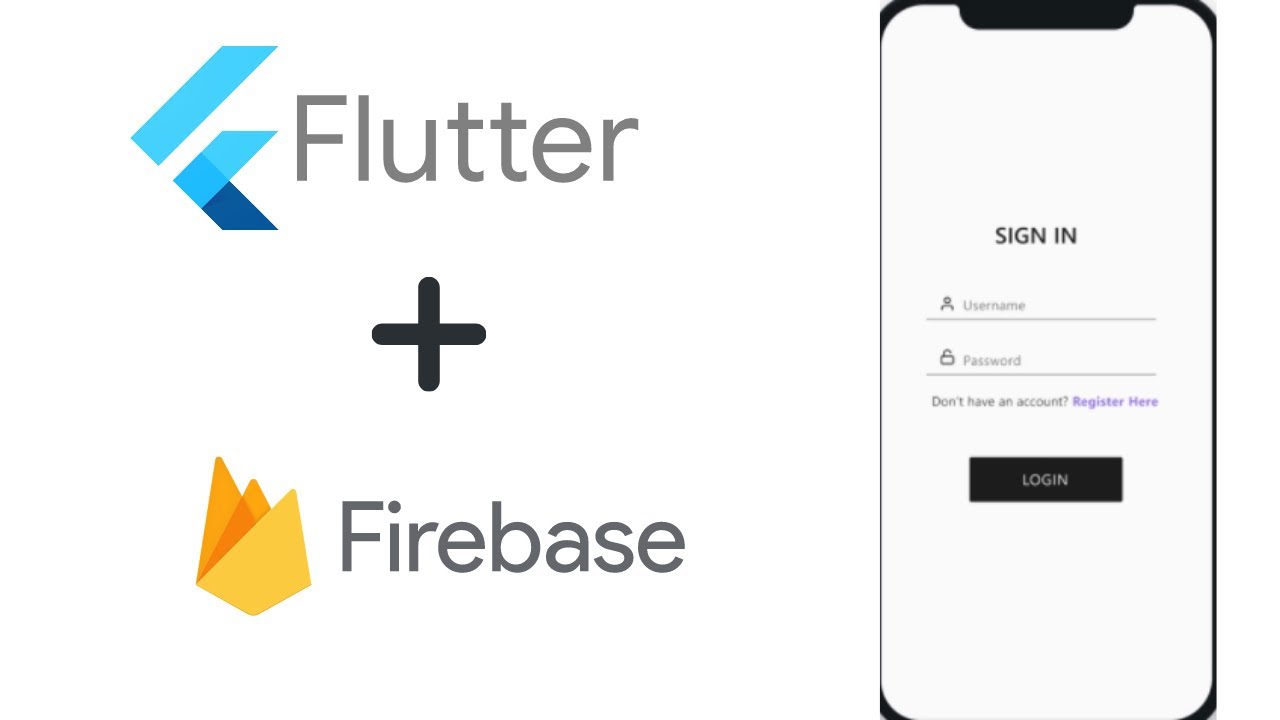 Flutter
Firebase
SIGN IN
Username
Password
Don't have an account? Register Here
LOGIN